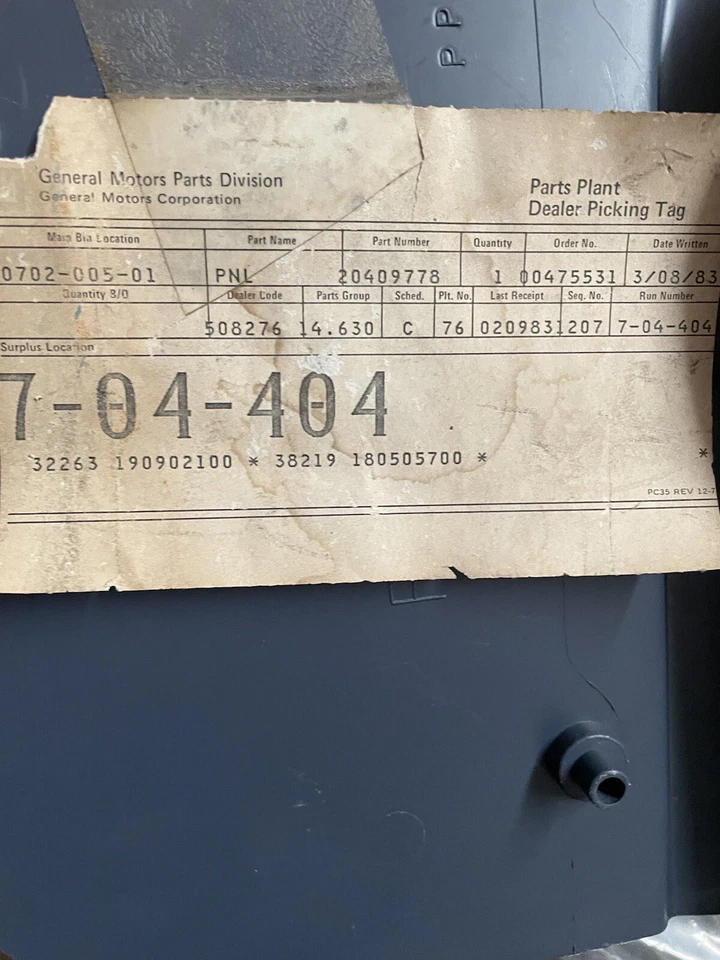 PP
General Motors Parts Division
General Motors Corporation
Parts Plant
Dealer Picking Tag
Main Bin Location Part Name Part Number Quantity Order No. Date Written
0702-005-01 PNL 20409778 1 00475531 3/08/83
Quantity B/O Dealer Code Parts Group Sched. Plt. No. Last Receipt Seq. No. Run Number
508276 14.630 C 76 020983 1207 7-04-404
Surplus Location
7-04-404
32263 190902100 * 38219 180505700 * *
PC35 REV 12-7